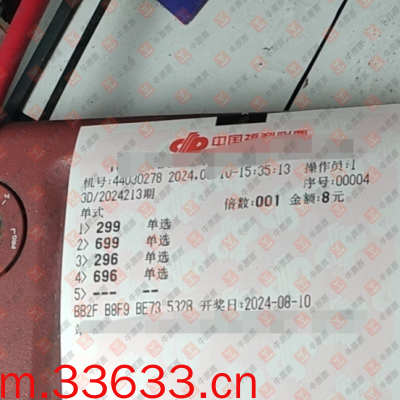 中国福利彩票
机号:44030278 2024.0 10-15:35:13 操作员:1
序号:00004
3D/2024213期
单式 倍数:001 金额:8元
1> 299 单选
2> 699 单选
3> 296 单选
4> 696 单选
5> --- --
BB2F B8F9 BE73 532B 开奖日:2024-08-10
m.33633.cn